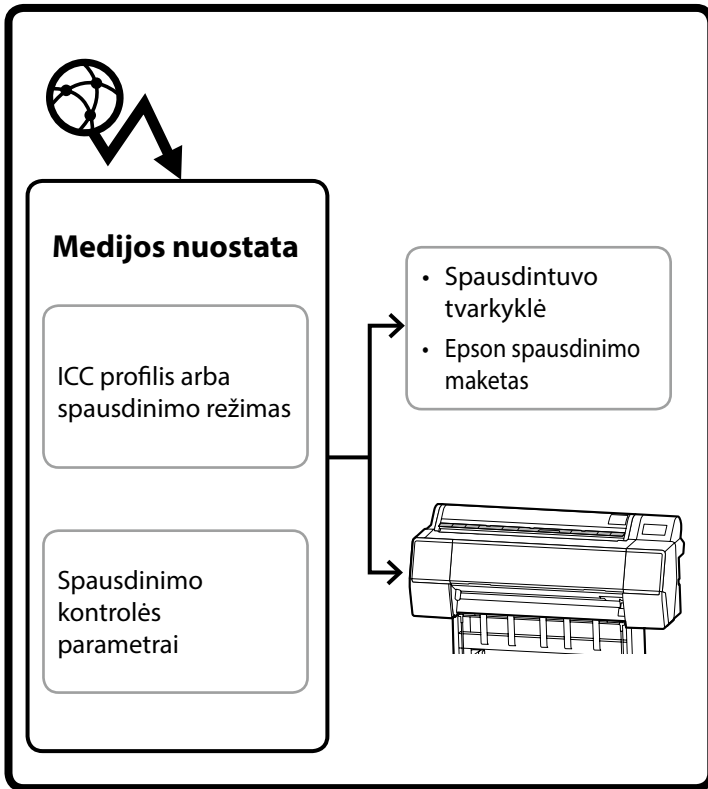 Medijos nuostata
ICC profilis arba
spausdinimo režimas
Spausdinimo
kontrolės
parametrai
• Spausdintuvo
tvarkyklė
• Epson spausdinimo
maketas